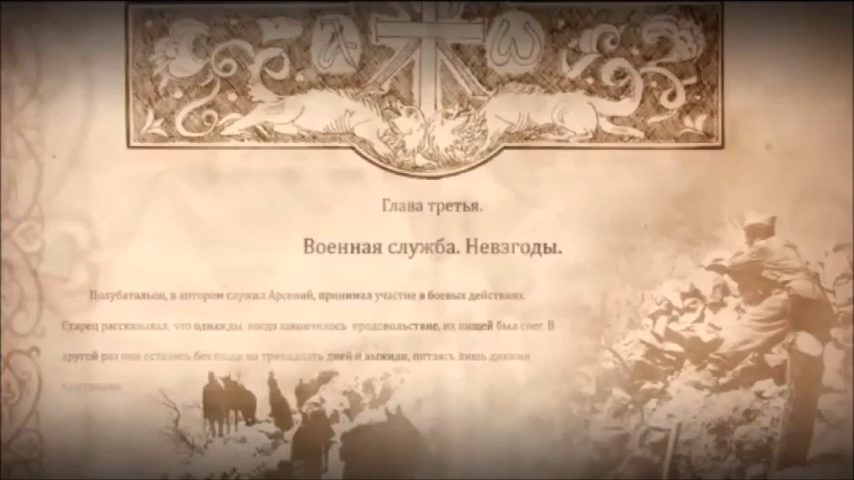 Глава третья.
Военная служба. Невзгоды.
Полубатальон, в котором служил Арсений, принимал участие в боевых действиях
Старец рассказывал, что однажды, когда закончилось продовольствие, их пищей был снег. В
другой раз они остались без пищи на тринадцать дней и выжили, питаясь лишь дикими
каштанами.